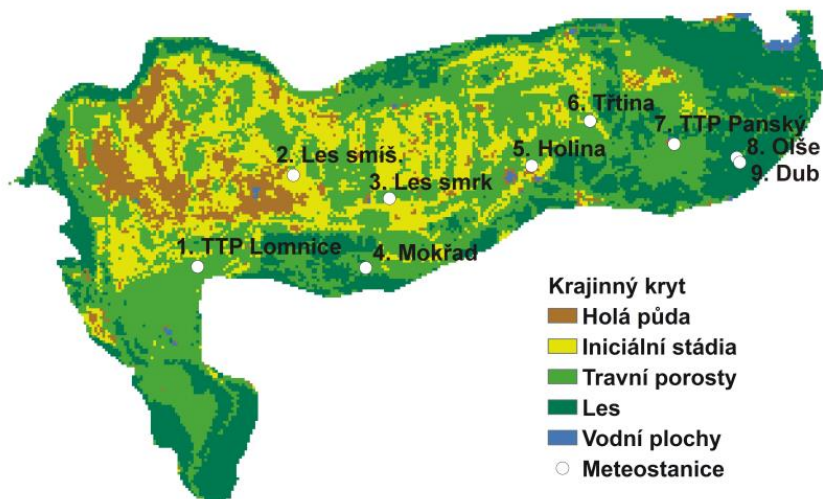 6. Třtina
7. TTP Panský
2. Les smíš.
5. Holina
8. Olše
3. Les smrk
9. Dub
1. TTP Lomnice
4. Mokřad
Krajinný kryt
Holá půda
Iniciální stádia
Travní porosty
Les
Vodní plochy
Meteostanice